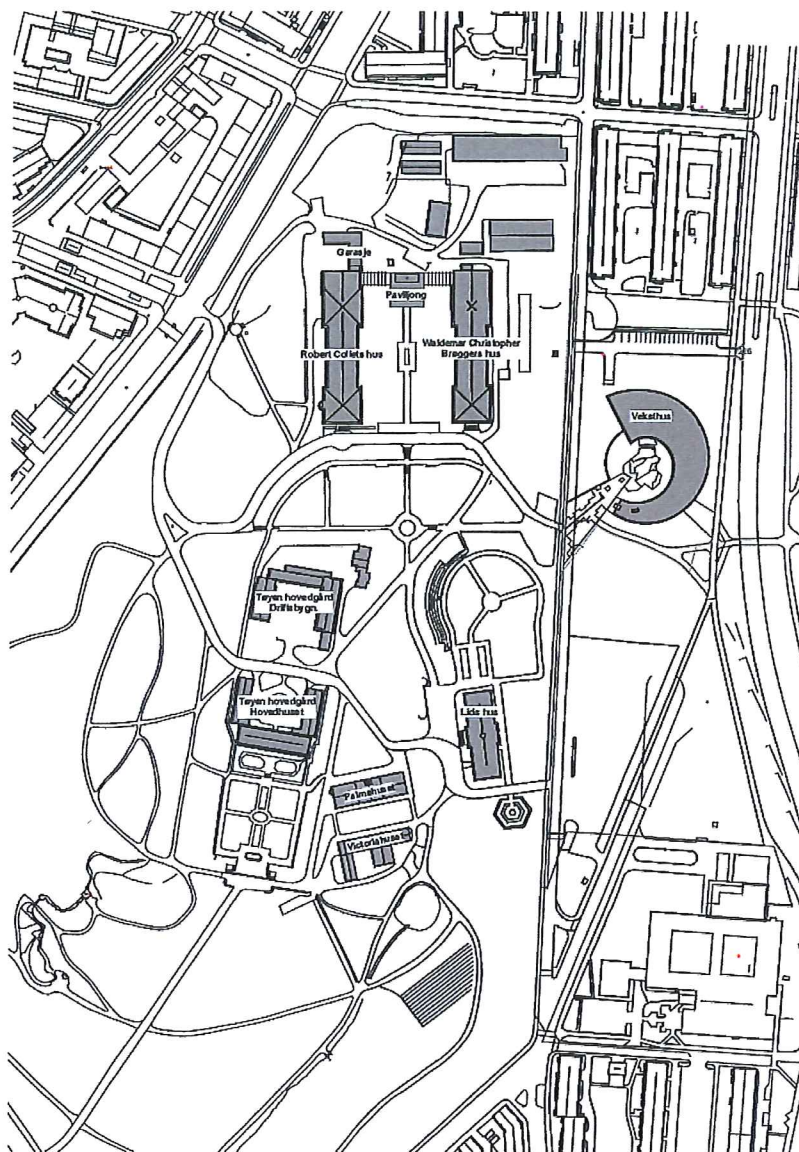 Garasje
Paviljong
Robert Collets hus
Waldemar Christopher
Brøggers hus
Veksthus
Tøyen hovedgård
Driftsbygn.
Tøyen hovedgård
Hovedhuset
Lids hus
Palmehuset
Victoriahuset